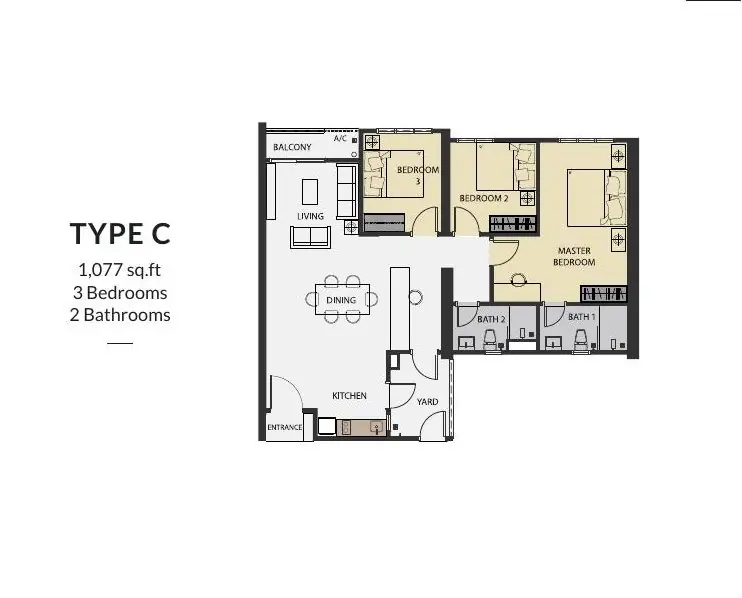 TYPE C
1,077 sq.ft
3 Bedrooms
2 Bathrooms
BALCONY
A/C
BEDROOM
3
BEDROOM 2
LIVING
MASTER
BEDROOM
DINING
BATH 2
BATH 1
KITCHEN
YARD
ENTRANCE